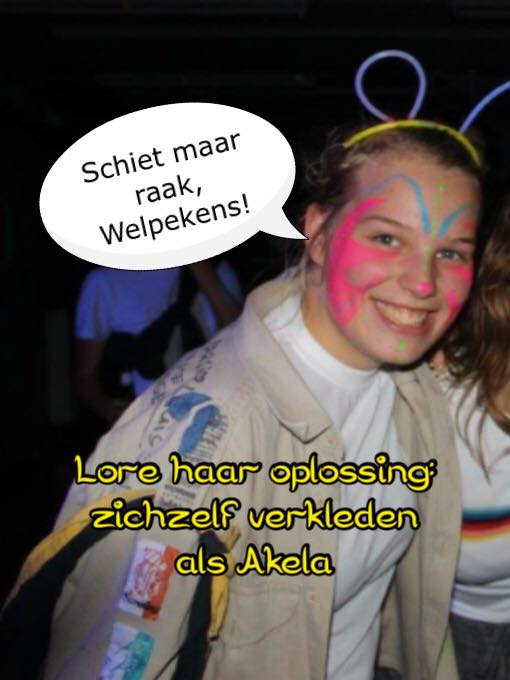 Schiet maar
raak,
Welpekens!
Lore haar oplossing:
zichzelf verkleden
als Akela